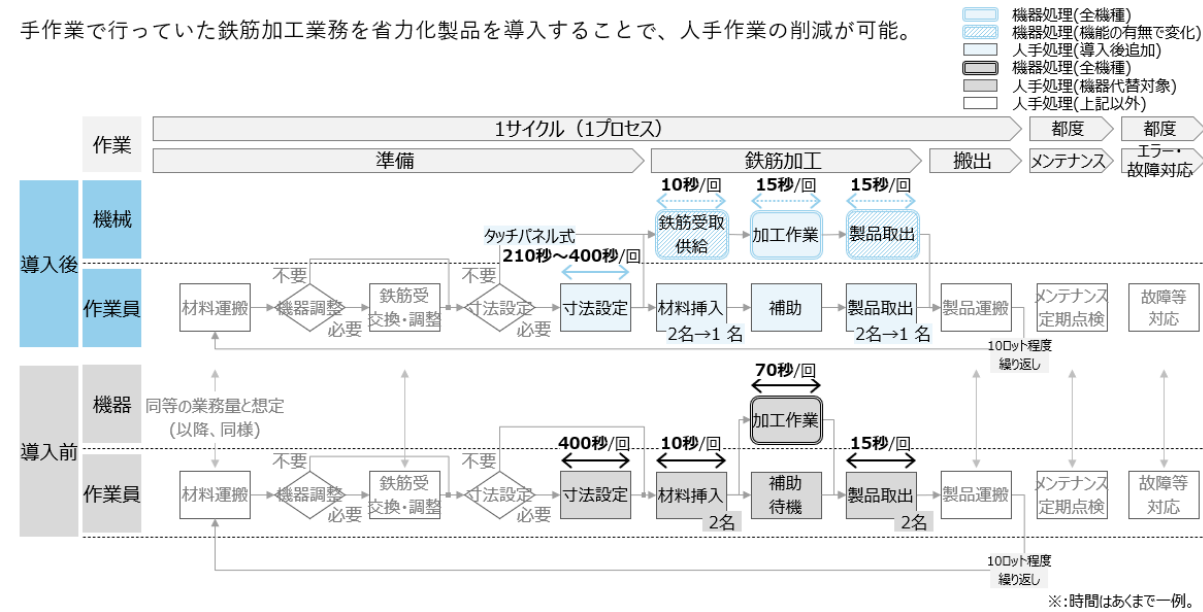 手作業で行っていた鉄筋加工業務を省力化製品を導入することで、人手作業の削減が可能。
機器処理(全機種)
機器処理(機能の有無で変化)
人手処理(導入後追加)
機器処理(全機種)
人手処理(機器代替対象)
人手処理(上記以外)
作業
1サイクル（1プロセス）
都度
都度
準備
鉄筋加工
搬出
メンテナンス
エラー・
故障対応
導入後
機械
10秒/回
15秒/回
15秒/回
鉄筋受取
供給
加工作業
製品取出
タッチパネル式
210秒～400秒/回
作業員
材料運搬
不要
機器調整
必要
鉄筋受
交換・調整
不要
寸法設定
必要
寸法設定
材料挿入
2名→1 名
補助
製品取出
2名→1 名
製品運搬
メンテナンス
定期点検
故障等
対応
10ロット程度
繰り返し
導入前
機器
同等の業務量と想定
(以降、同様)
70秒/回
加工作業
400秒/回
10秒/回
15秒/回
作業員
材料運搬
不要
機器調整
必要
鉄筋受
交換・調整
不要
寸法設定
必要
寸法設定
材料挿入
2名
補助
待機
製品取出
2名
製品運搬
メンテナンス
定期点検
故障等
対応
10ロット程度
繰り返し
※:時間はあくまで一例。